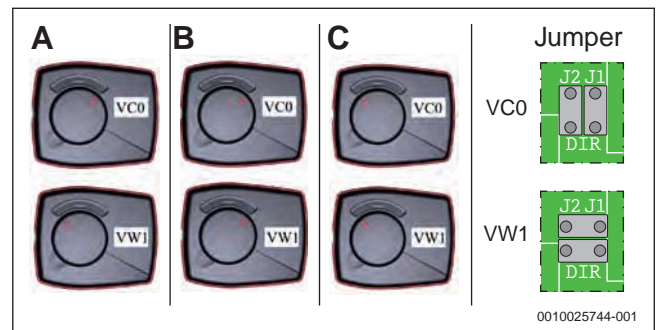 A B C Jumper
VC0 VC0 VC0 VC0
J2 J1
DIR
VW1 VW1 VW1 VW1
J2 J1
DIR
0010025744-001